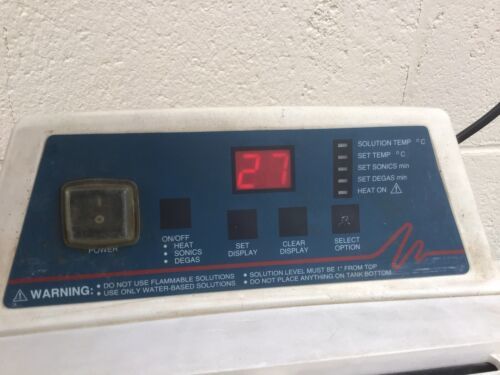 27
SOLUTION TEMP °C
SET TEMP °C
SET SONICS min
SET DEGAS min
HEAT ON
POWER
ON/OFF
• HEAT
• SONICS
• DEGAS
SET
DISPLAY
CLEAR
DISPLAY
SELECT
OPTION
WARNING:
• DO NOT USE FLAMMABLE SOLUTIONS
• USE ONLY WATER-BASED SOLUTIONS
• SOLUTION LEVEL MUST BE 1" FROM TOP
• DO NOT PLACE ANYTHING ON TANK BOTTOM